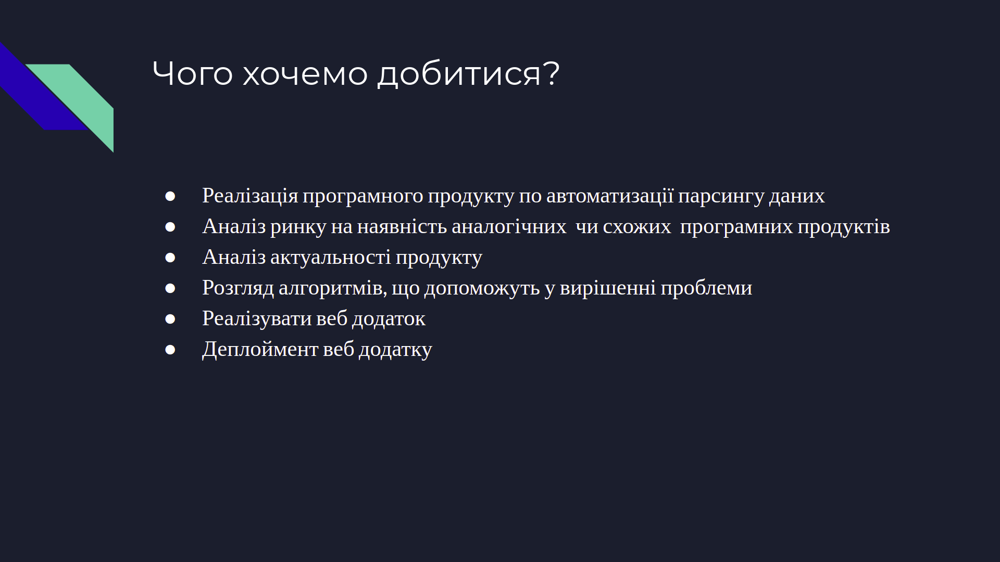 Чого хочемо добитися?
● Реалізація програмного продукту по автоматизації парсингу даних
● Аналіз ринку на наявність аналогічних  чи схожих  програмних продуктів
● Аналіз актуальності продукту
● Розгляд алгоритмів, що допоможуть у вирішенні проблеми
● Реалізувати веб додаток
● Деплоймент веб додатку